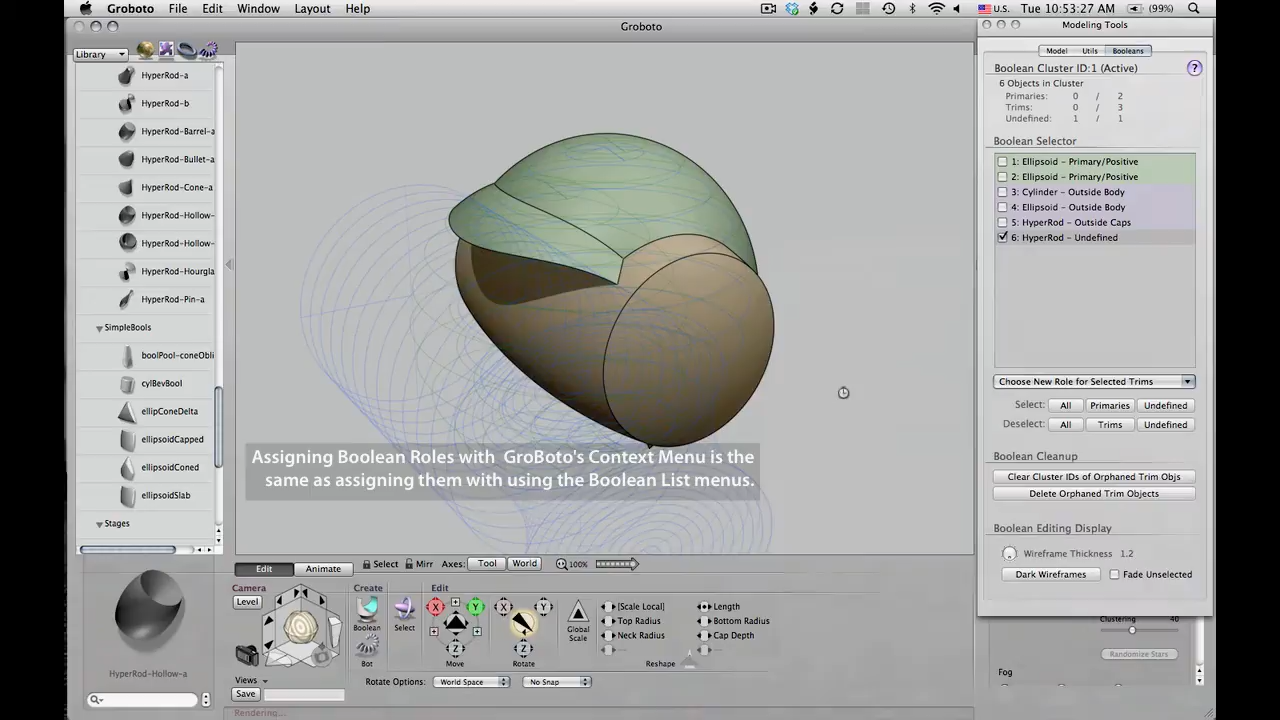 Groboto File Edit Window Layout Help
U.S. Tue 10:53:27 AM (99%)
Groboto
Modeling Tools
Library
HyperRod-a
HyperRod-b
HyperRod-Barrel-a
HyperRod-Bullet-a
HyperRod-Cone-a
HyperRod-Hollow-
HyperRod-Hollow-
HyperRod-Hourgla
HyperRod-Pin-a
SimpleBools
boolPool-coneObli
cylBevBool
ellipConeDelta
ellipsoidCapped
ellipsoidConed
ellipsoidSlab
Stages
HyperRod-Hollow-a
Assigning Boolean Roles with GroBoto's Context Menu is the
same as assigning them with using the Boolean List menus.
Model Utils Booleans
Boolean Cluster ID:1 (Active) ?
6 Objects in Cluster
Primaries: 0 / 2
Trims: 0 / 3
Undefined: 1 / 1
Boolean Selector
1: Ellipsoid - Primary/Positive
2: Ellipsoid - Primary/Positive
3: Cylinder - Outside Body
4: Ellipsoid - Outside Body
5: HyperRod - Outside Caps
6: HyperRod - Undefined
Choose New Role for Selected Trims
Select: All Primaries Undefined
Deselect: All Trims Undefined
Boolean Cleanup
Clear Cluster IDs of Orphaned Trim Objs
Delete Orphaned Trim Objects
Boolean Editing Display
Wireframe Thickness 1.2
Dark Wireframes Fade Unselected
Clustering 40
Randomize Stars
Fog
Edit Animate Select Mirr Axes: Tool World 100%
Camera Create Edit
Level
Boolean Select
Bot
X Y Z Move
X Y Z Rotate
Global
Scale
[Scale Local] Length
Top Radius Bottom Radius
Neck Radius Cap Depth
Reshape
Views
Save
Rotate Options: World Space No Snap
Rendering...